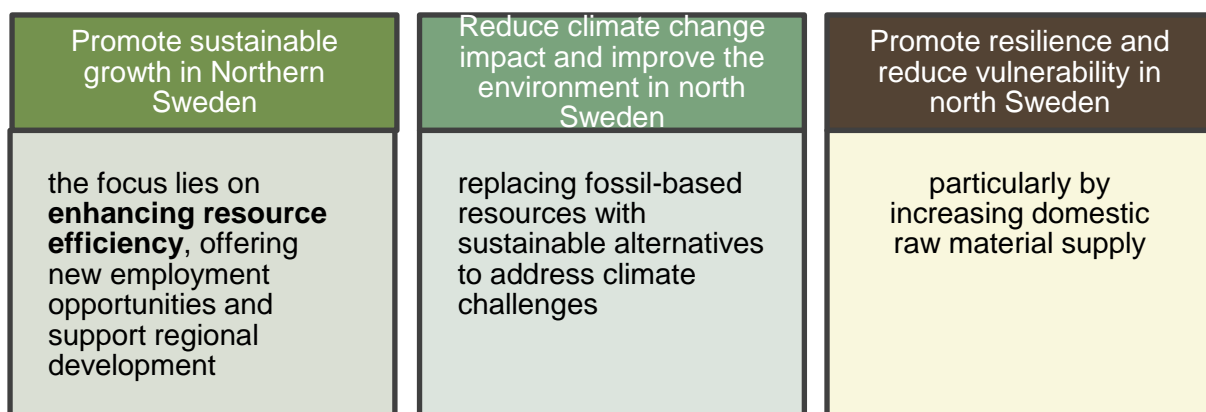 Promote sustainable
growth in Northern
Sweden
the focus lies on
enhancing resource
efficiency, offering
new employment
opportunities and
support regional
development
Reduce climate change
impact and improve the
environment in north
Sweden
replacing fossil-based
resources with
sustainable alternatives
to address climate
challenges
Promote resilience and
reduce vulnerability in
north Sweden
particularly by
increasing domestic
raw material supply